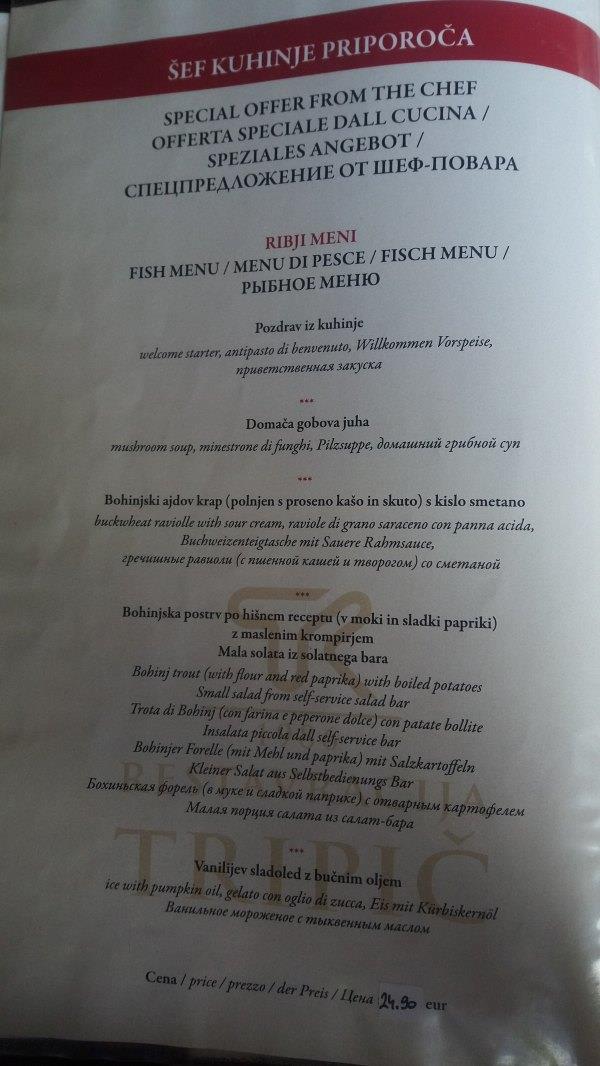 ŠEF KUHINJE PRIPOROČA
SPECIAL OFFER FROM THE CHEF
OFFERTA SPECIALE DALL CUCINA /
SPEZIALES ANGEBOT /
СПЕЦПРЕДЛОЖЕНИЕ ОТ ШЕФ-ПОВАРА
RIBJI MENI
FISH MENU / MENU DI PESCE / FISCH MENU /
РЫБНОЕ МЕНЮ
Pozdrav iz kuhinje
welcome starter, antipasto di benvenuto, Willkommen Vorspeise,
приветственная закуска
***
Domača gobova juha
mushroom soup, minestrone di funghi, Pilzsuppe, домашний грибной суп
***
Bohinjski ajdov krap (polnjen s proseno kašo in skuto) s kislo smetano
buckwheat raviolle with sour cream, raviole di grano saraceno con panna acida,
Buchweizenteigtasche mit Sauere Rahmsauce,
гречишные равиоли (с пшенной кашей и творогом) со сметаной
***
Bohinjska postrv po hišnem receptu (v moki in sladki papriki)
z maslenim krompirjem
Mala solata iz solatnega bara
Bohinj trout (with flour and red paprika) with boiled potatoes
Small salad from self-service salad bar
Trota di Bohinj (con farina e peperone dolce) con patate bollite
Insalata piccola dall self-service bar
Bohinjer Forelle (mit Mehl und paprika) mit Salzkartoffeln
Kleiner Salat aus Selbstbedienungs Bar
Бохиньская форель (в муке и сладкой паприке) с отварным картофелем
Малая порция салата из салат-бара
***
TRIPIČ
Vanilijev sladoled z bučnim oljem
ice with pumpkin oil, gelato con oglio di zucca, Eis mit Kürbiskernöl
Ванильное мороженое с тыквенным маслом
Cena / price / prezzo / der Preis / Цена 24.90 eur